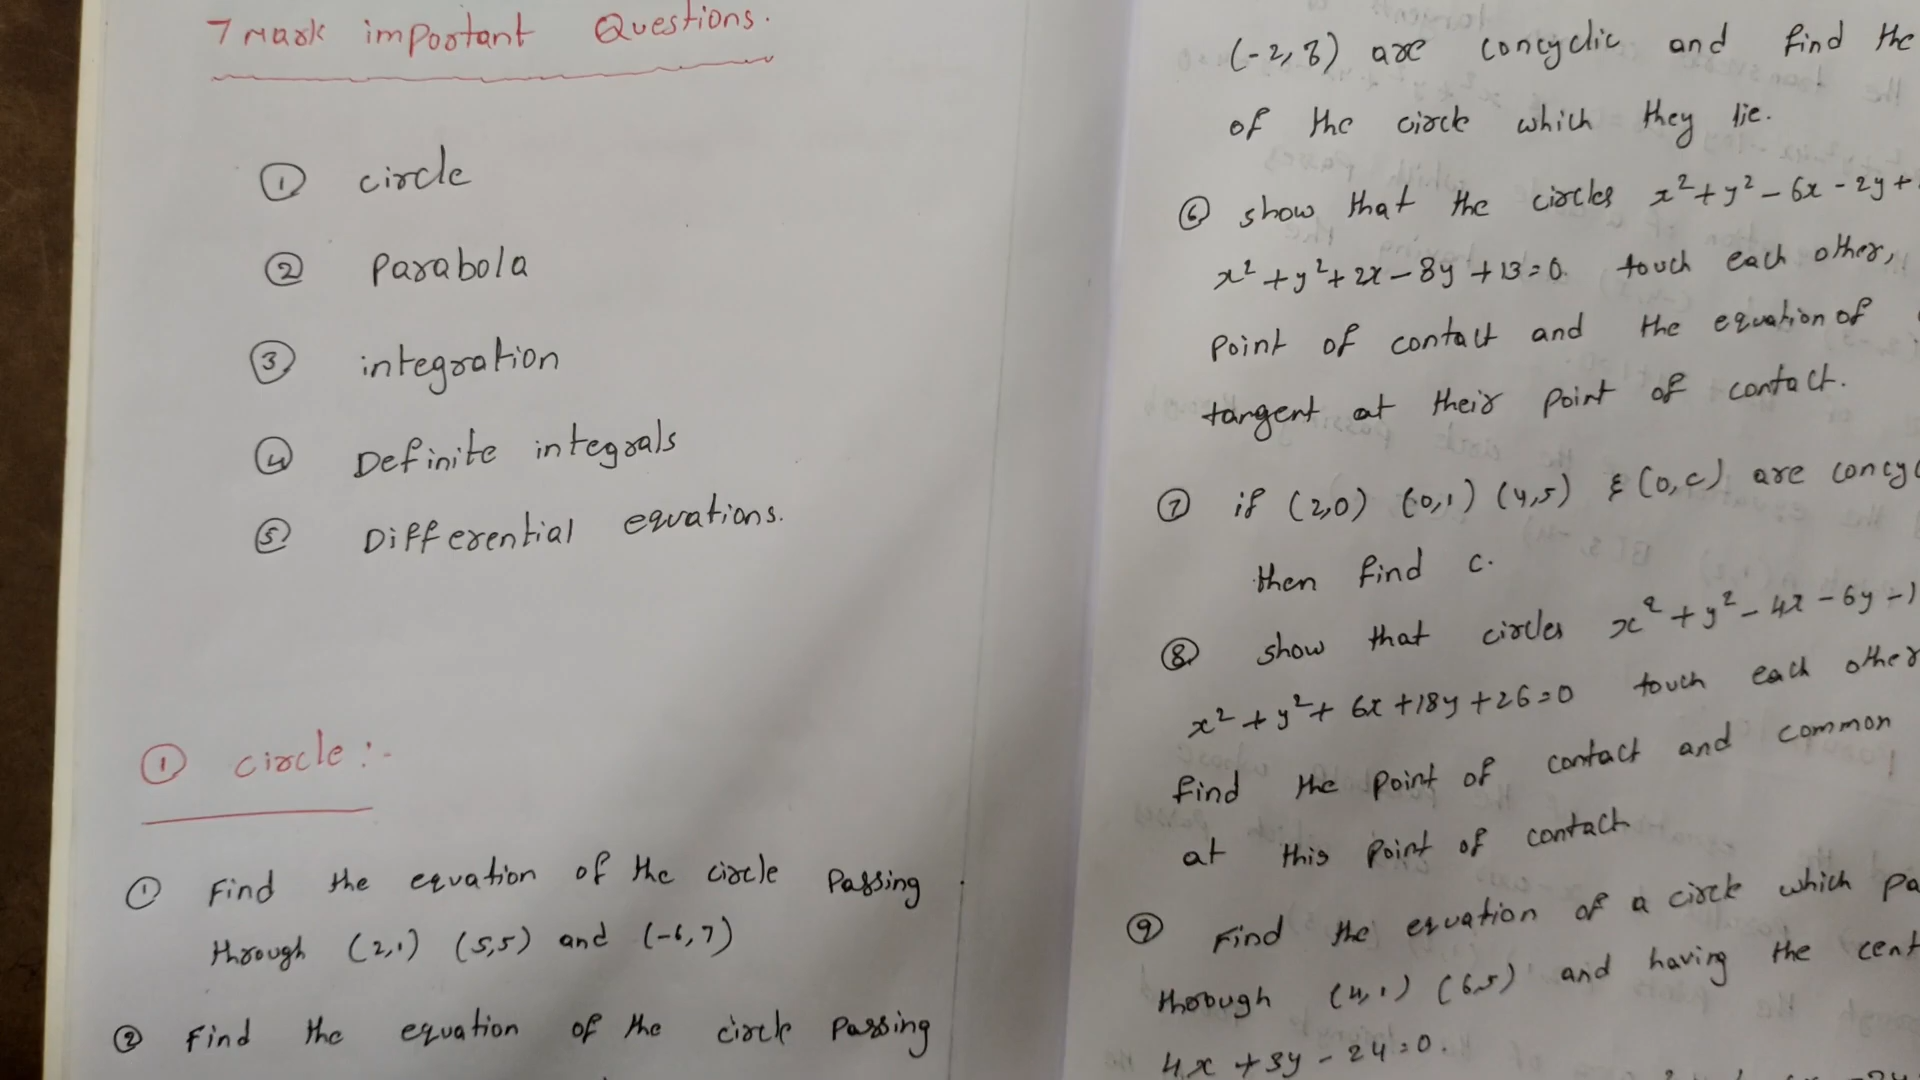 7 mark important Questions.
① circle
② parabola
③ integration
④ Definite integrals
⑤ Differential equations.
① circle :-
① Find the equation of the circle passing
through (2,1) (5,5) and (-6,7)
② Find the equation of the circle passing
(-2,3) are concyclic and find the
of the circle which they lie.
⑥ show that the circles x²+y²-6x-2y+
x²+y²+2x-8y+13=0 touch each other,
point of contact and the equation of
tangent at their point of contact.
⑦ if (2,0) (0,1) (4,5) & (0,c) are concyc
then find c.
⑧ show that circles x²+y²-4x-6y-1
x²+y²+6x+18y+26=0 touch each other
find the point of contact and common
at this point of contact
⑨ Find the equation of a circle which pa
thorough (4,1) (6,5) and having the cent
4x+3y-24=0.